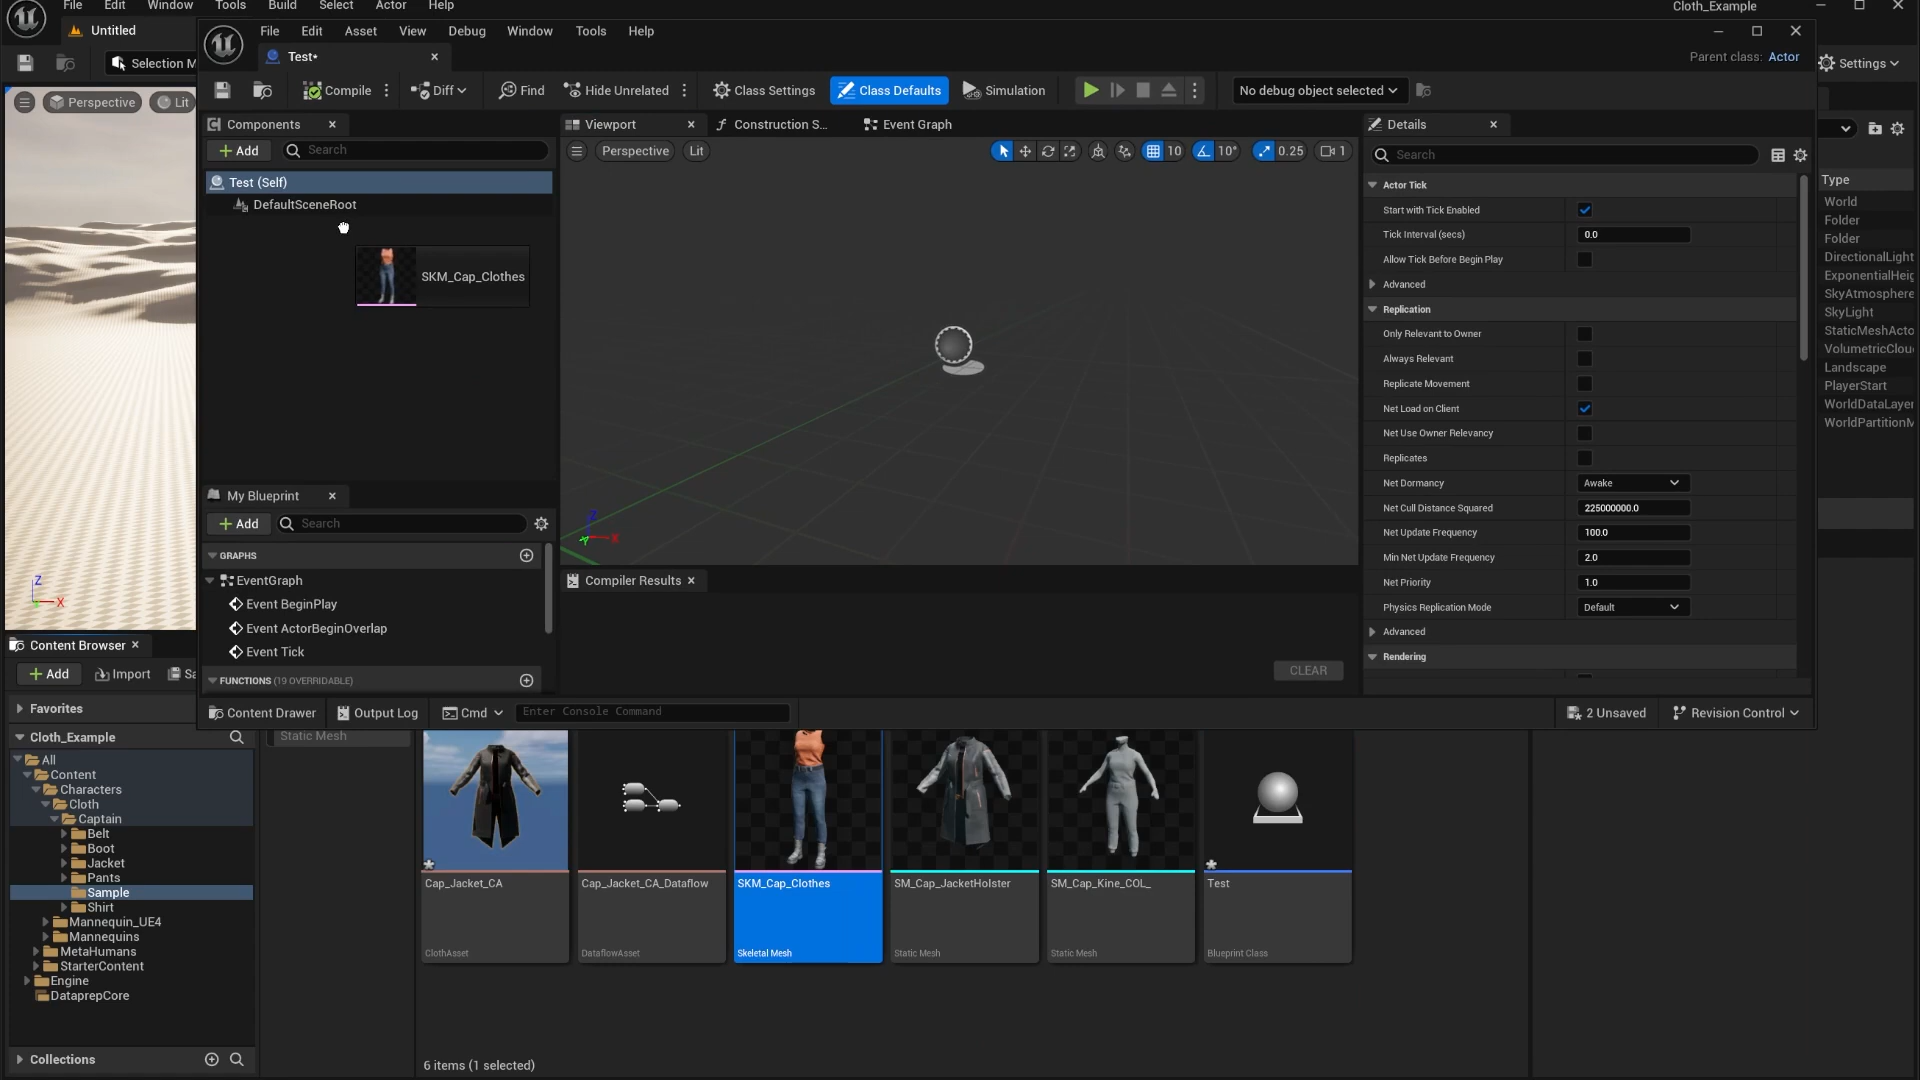 File Edit Window Tools Build Select Actor Help
Cloth_Example
Untitled
Selection M
Settings
Perspective
Lit
File Edit Asset View Debug Window Tools Help
Test*
Parent class: Actor
Compile
Diff
Find
Hide Unrelated
Class Settings
Class Defaults
Simulation
No debug object selected
Components
Add
Search
Test (Self)
DefaultSceneRoot
SKM_Cap_Clothes
Viewport
Construction S...
Event Graph
Perspective
Lit
10
10°
0.25
1
Z
X
Details
Search
Actor Tick
Start with Tick Enabled
Tick Interval (secs)
0.0
Allow Tick Before Begin Play
Advanced
Replication
Only Relevant to Owner
Always Relevant
Replicate Movement
Net Load on Client
Net Use Owner Relevancy
Replicates
Net Dormancy
Awake
Net Cull Distance Squared
225000000.0
Net Update Frequency
100.0
Min Net Update Frequency
2.0
Net Priority
1.0
Physics Replication Mode
Default
Advanced
Rendering
Type
World
Folder
Folder
DirectionalLight
ExponentialHeig
SkyAtmosphere
SkyLight
StaticMeshActo
VolumetricClou
Landscape
PlayerStart
WorldDataLayer
WorldPartitionM
My Blueprint
Add
Search
GRAPHS
EventGraph
Event BeginPlay
Event ActorBeginOverlap
Event Tick
FUNCTIONS (19 OVERRIDABLE)
Compiler Results
CLEAR
Content Drawer
Output Log
Cmd
Enter Console Command
2 Unsaved
Revision Control
Z
X
Content Browser
Add
Import
Sa
Favorites
Cloth_Example
All
Content
Characters
Cloth
Captain
Belt
Boot
Jacket
Pants
Sample
Shirt
Mannequin_UE4
Mannequins
MetaHumans
StarterContent
Engine
DataprepCore
Collections
Static Mesh
Cap_Jacket_CA
ClothAsset
Cap_Jacket_CA_Dataflow
DataflowAsset
SKM_Cap_Clothes
Skeletal Mesh
SM_Cap_JacketHolster
Static Mesh
SM_Cap_Kine_COL_
Static Mesh
Test
Blueprint Class
6 items (1 selected)